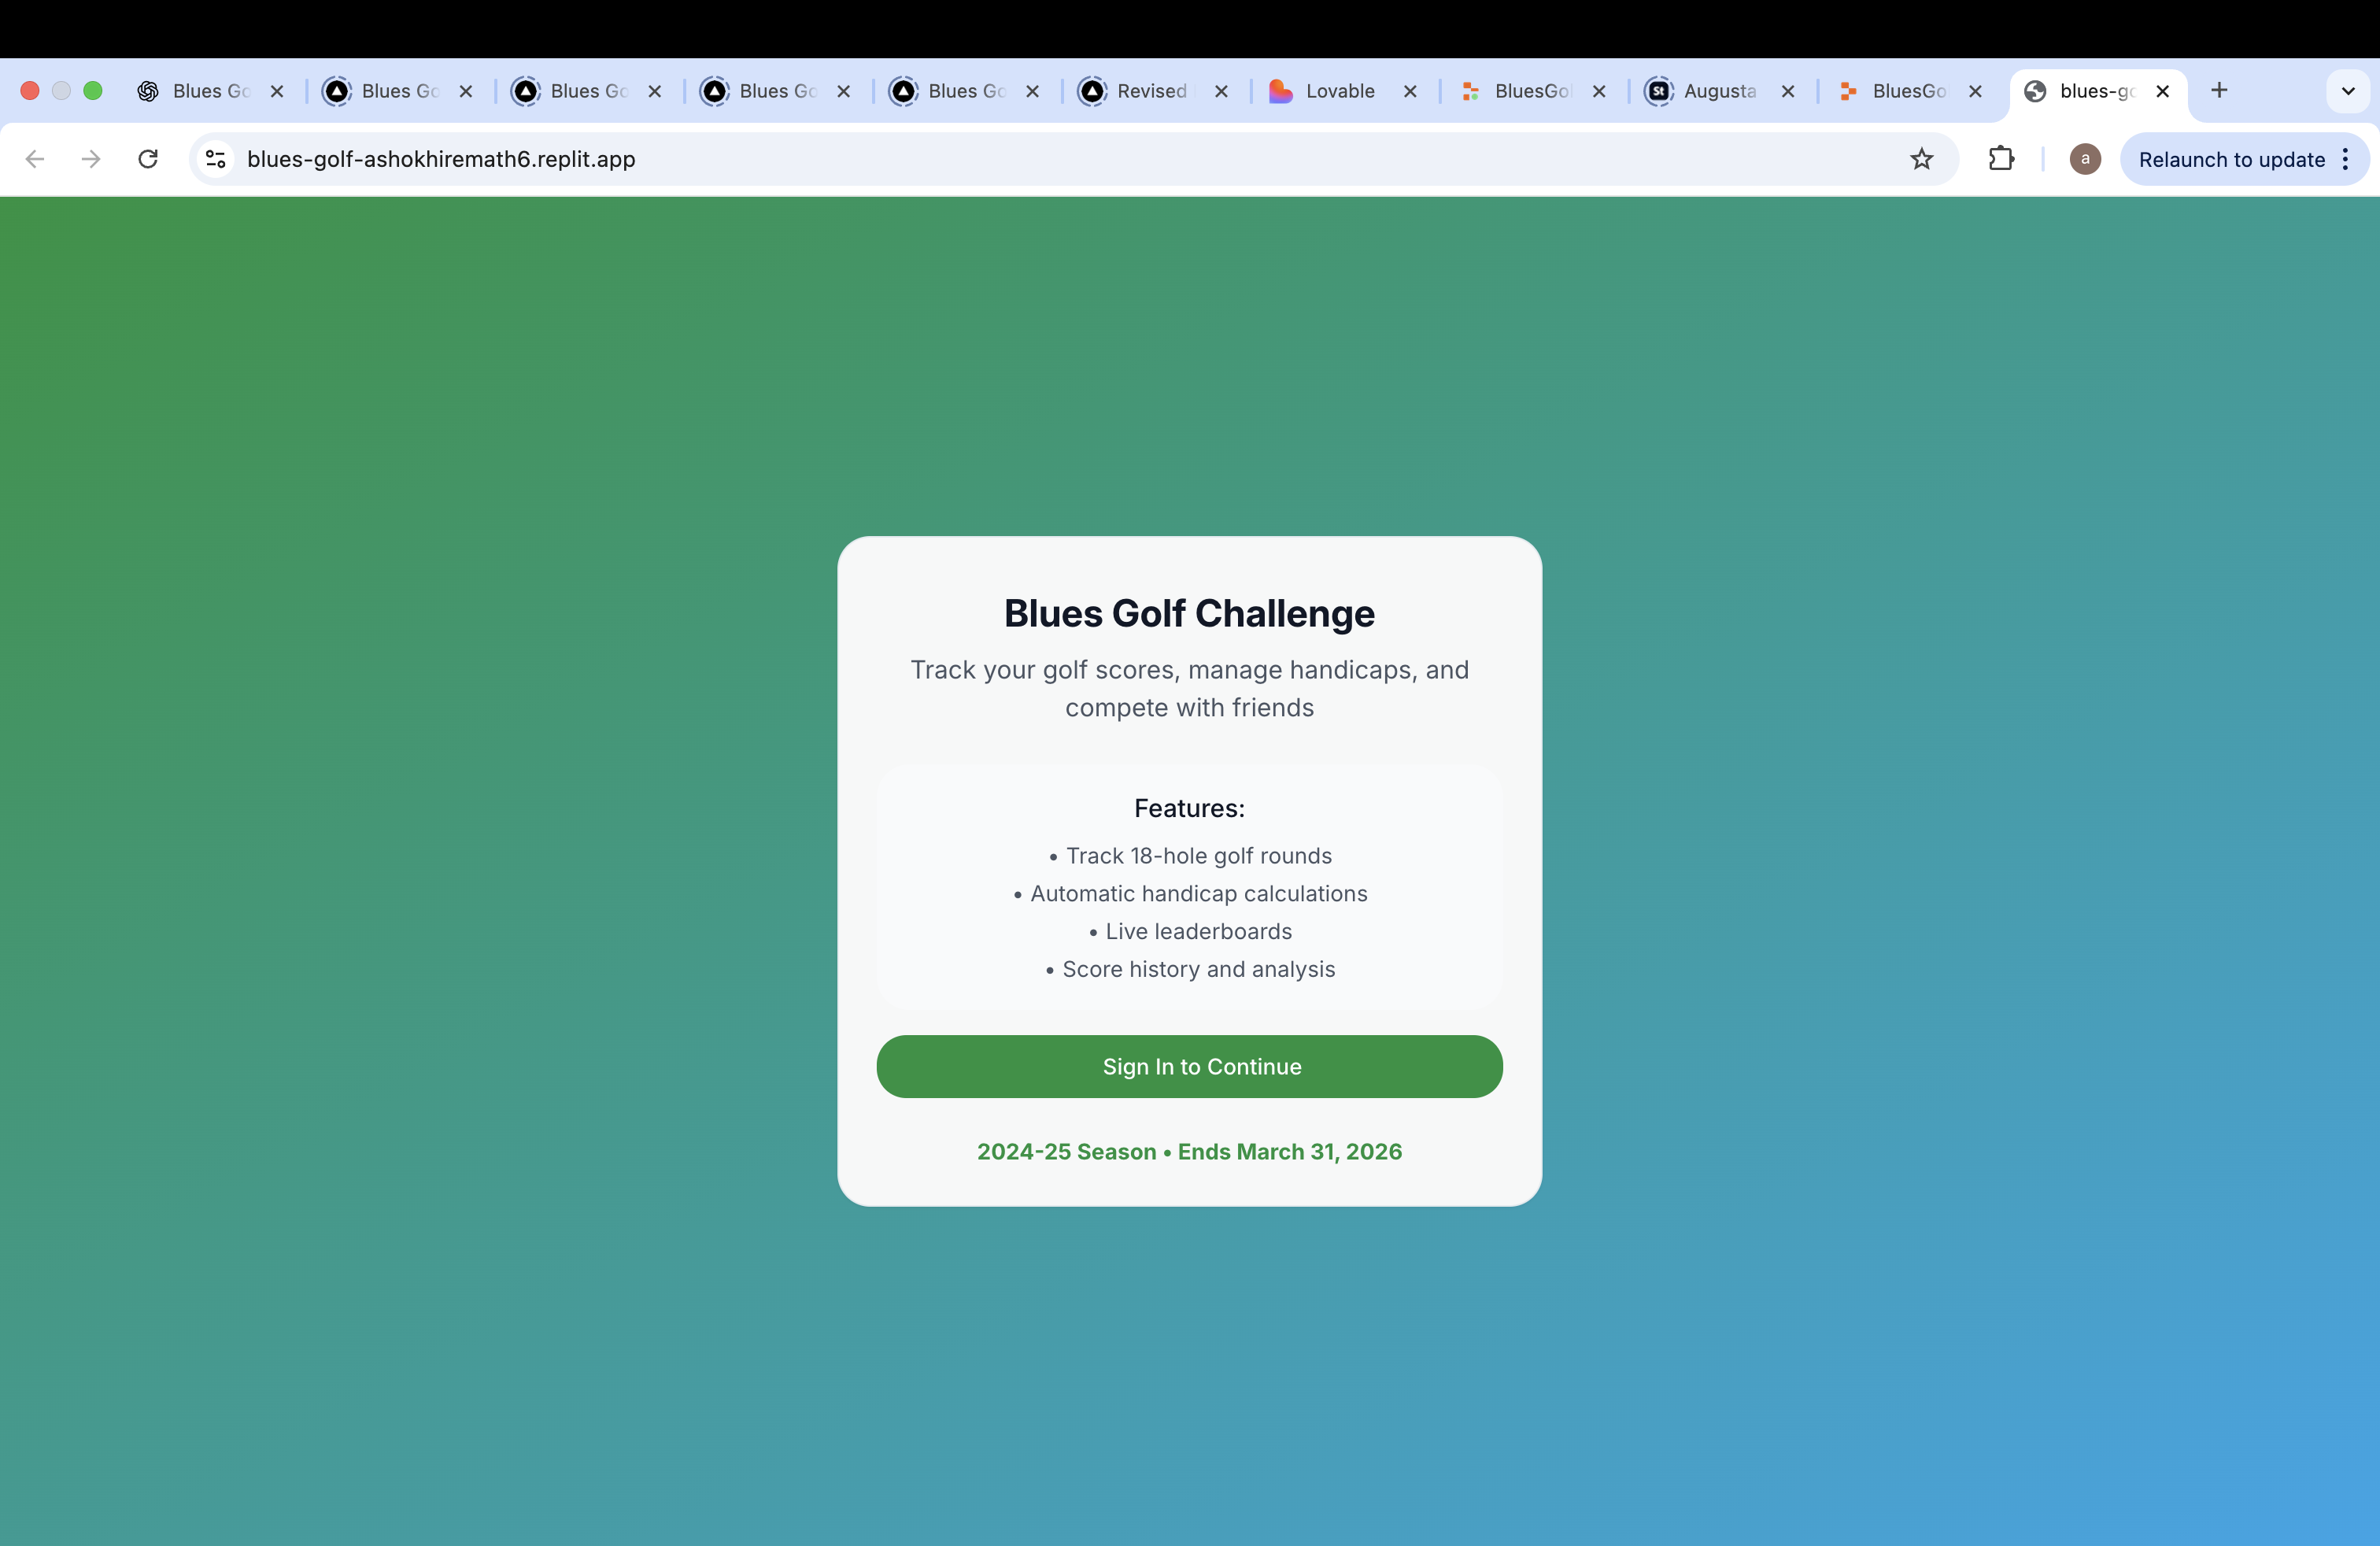 Blues Go
Blues Go
Blues Go
Blues Go
Blues Go
Revised
Lovable
BluesGol
St
Augusta
BluesGo
blues-go
blues-golf-ashokhiremath6.replit.app
a
Relaunch to update
Blues Golf Challenge
Track your golf scores, manage handicaps, and
compete with friends
Features:
• Track 18-hole golf rounds
• Automatic handicap calculations
• Live leaderboards
• Score history and analysis
Sign In to Continue
2024-25 Season • Ends March 31, 2026